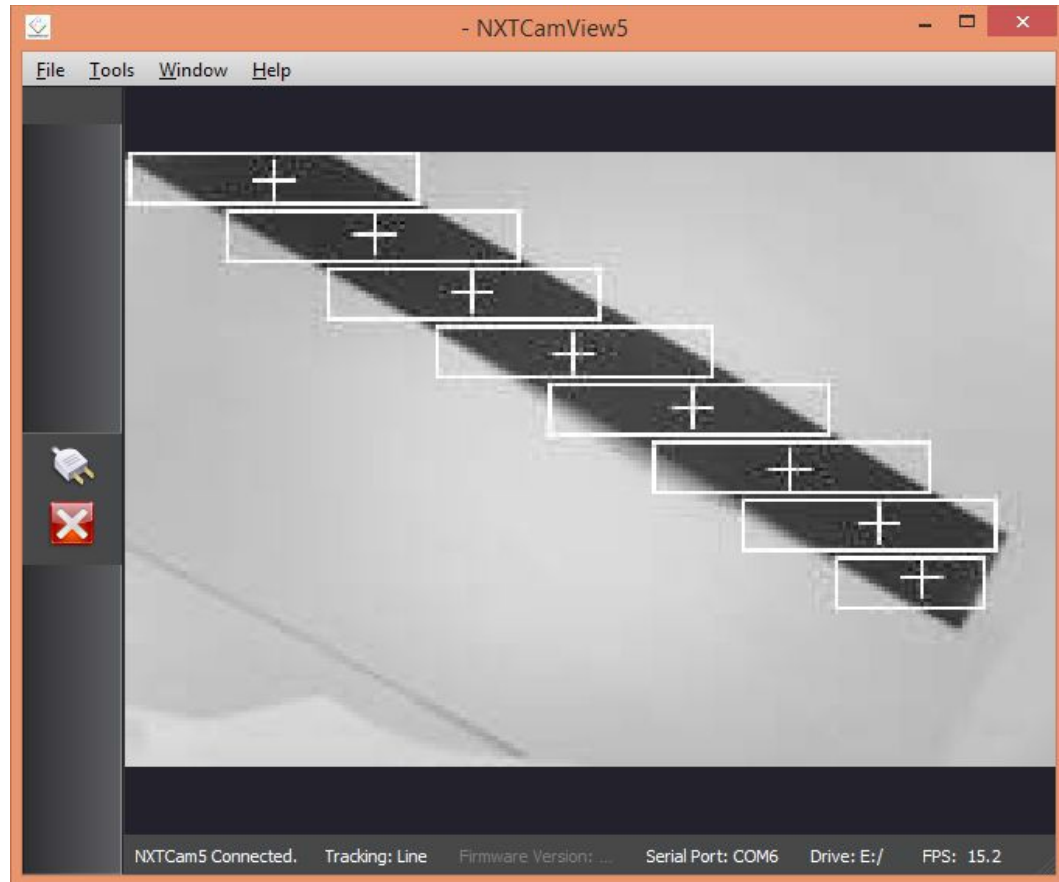 - NXTCamView5
File Tools Window Help
NXTCam5 Connected. Tracking: Line Firmware Version: ... Serial Port: COM6 Drive: E:/ FPS: 15.2